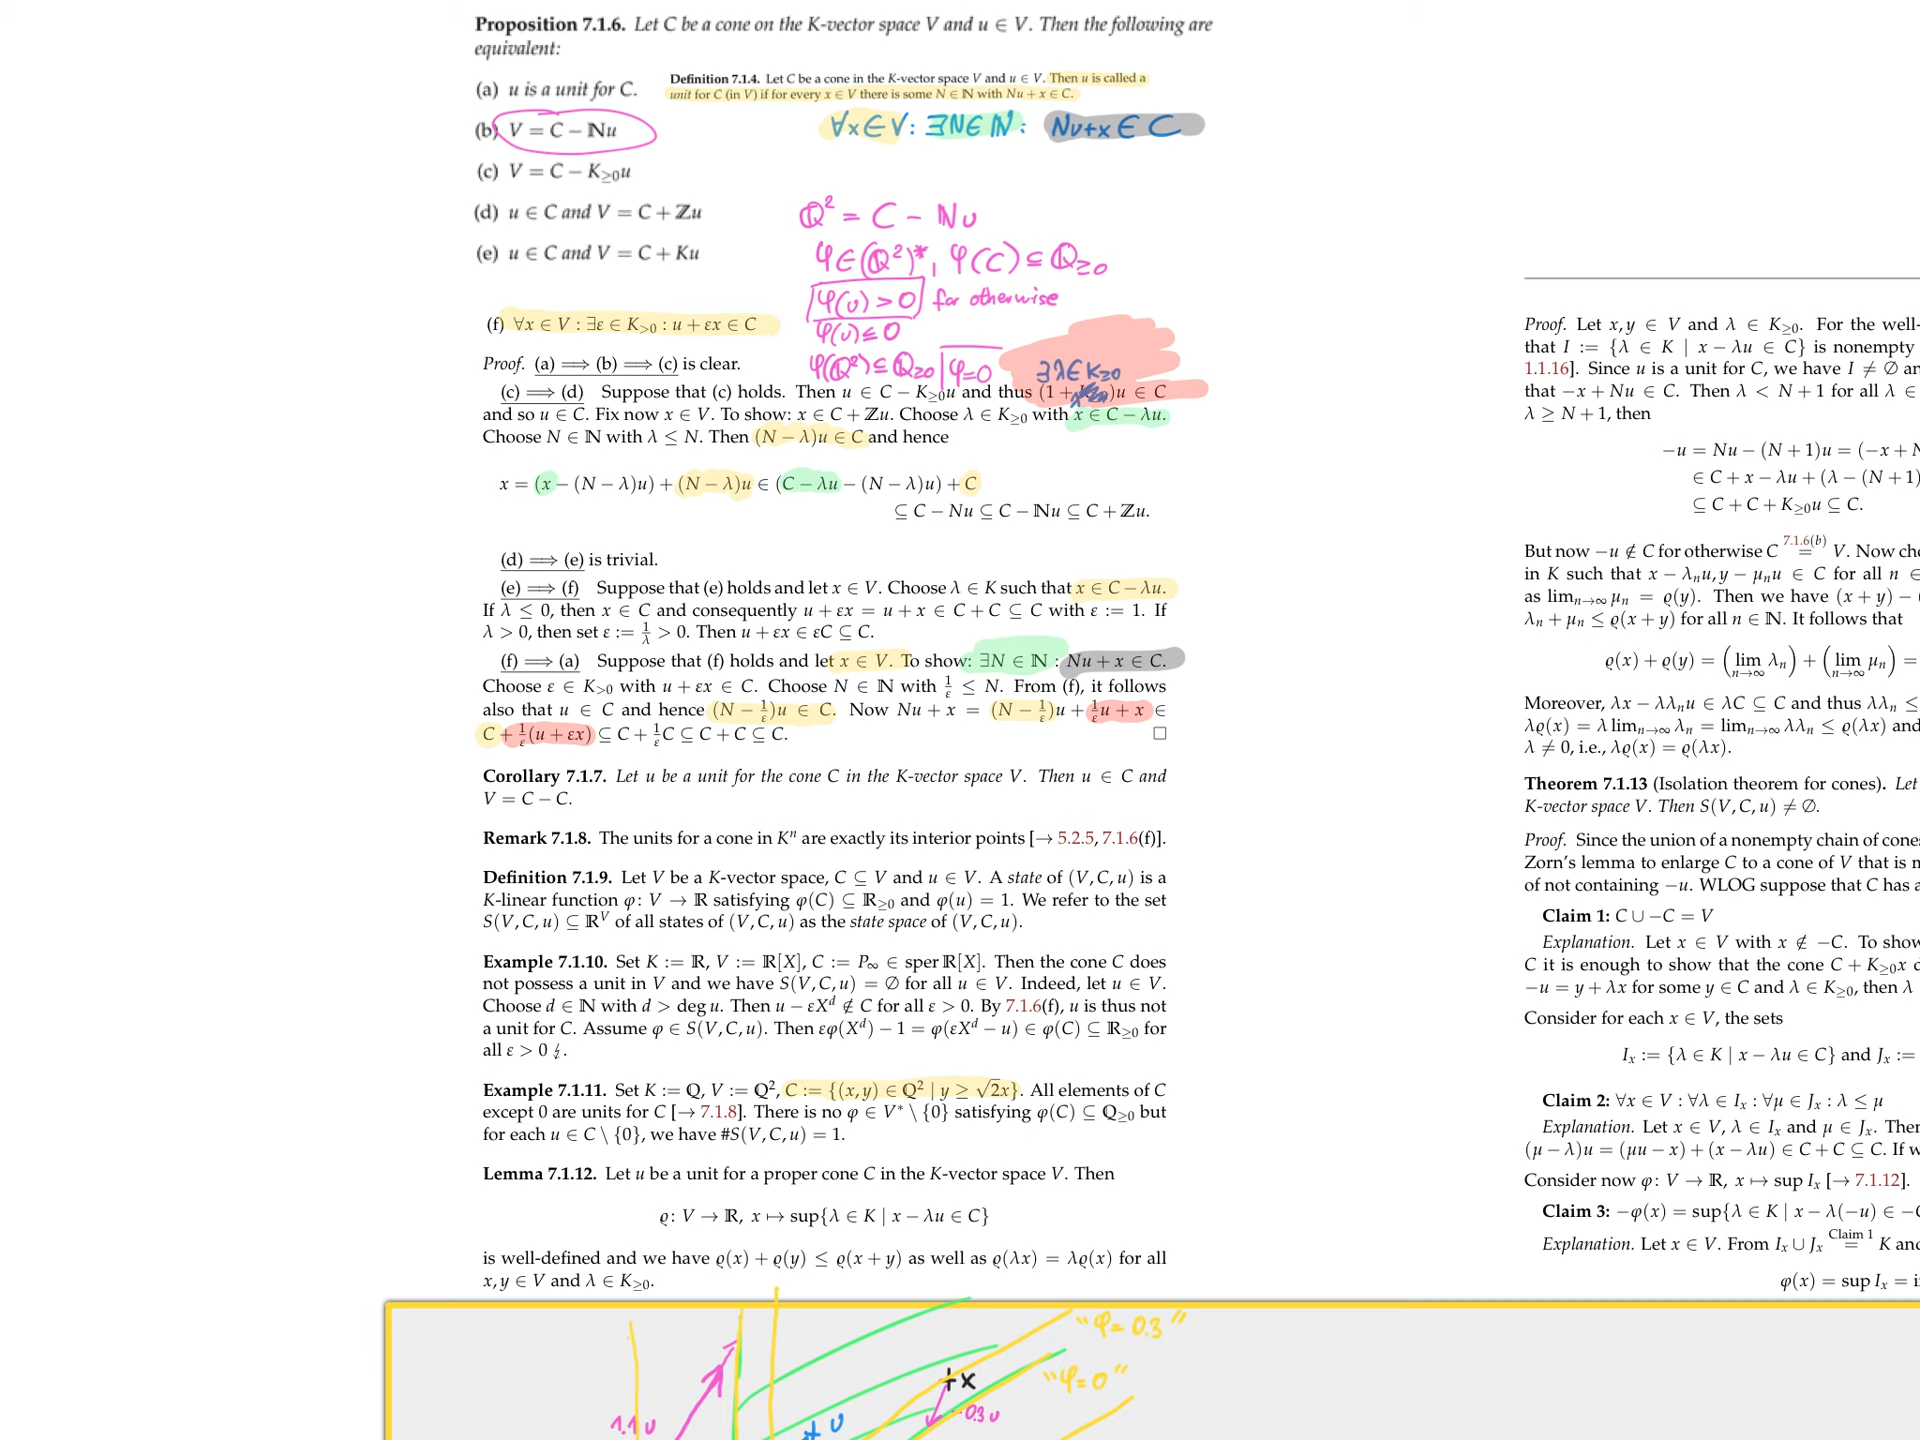 Proposition 7.1.6. Let C be a cone on the K-vector space V and u ∈ V. Then the following are
equivalent:
(a) u is a unit for C.
Definition 7.1.4. Let C be a cone in the K-vector space V and u ∈ V. Then u is called a
unit for C (in V) if for every x ∈ V there is some N ∈ ℕ with Nu + x ∈ C.
(b) V = C − ℕu
∀x∈V: ∃N∈ℕ: Nu+x ∈ C
(c) V = C − K≥0u
(d) u ∈ C and V = C + ℤu
ℚ² = C − ℕu
(e) u ∈ C and V = C + Ku
φ∈(ℚ²)*, φ(C) ⊆ ℚ≥0
φ(u) > 0 for otherwise
(f) ∀x ∈ V : ∃ε ∈ K>0 : u + εx ∈ C
φ(u) ≤ 0
Proof. (a) ⟹ (b) ⟹ (c) is clear.
φ(ℚ²) ⊆ ℚ≥0 φ=0
∃λ∈K≥0
(c) ⟹ (d) Suppose that (c) holds. Then u ∈ C − K≥0u and thus (1 + )u ∈ C
and so u ∈ C. Fix now x ∈ V. To show: x ∈ C + ℤu. Choose λ ∈ K≥0 with x ∈ C − λu.
Choose N ∈ ℕ with λ ≤ N. Then (N − λ)u ∈ C and hence
x = (x − (N − λ)u) + (N − λ)u ∈ (C − λu − (N − λ)u) + C
⊆ C − Nu ⊆ C − ℕu ⊆ C + ℤu.
(d) ⟹ (e) is trivial.
(e) ⟹ (f) Suppose that (e) holds and let x ∈ V. Choose λ ∈ K such that x ∈ C − λu.
If λ ≤ 0, then x ∈ C and consequently u + εx = u + x ∈ C + C ⊆ C with ε := 1. If
λ > 0, then set ε := 1/λ > 0. Then u + εx ∈ εC ⊆ C.
(f) ⟹ (a) Suppose that (f) holds and let x ∈ V. To show: ∃N ∈ ℕ : Nu + x ∈ C.
Choose ε ∈ K>0 with u + εx ∈ C. Choose N ∈ ℕ with 1/ε ≤ N. From (f), it follows
also that u ∈ C and hence (N − 1/ε)u ∈ C. Now Nu + x = (N − 1/ε)u + 1/ε u + x ∈
C + 1/ε(u + εx) ⊆ C + 1/ε C ⊆ C + C ⊆ C. □
Corollary 7.1.7. Let u be a unit for the cone C in the K-vector space V. Then u ∈ C and
V = C − C.
Remark 7.1.8. The units for a cone in Kⁿ are exactly its interior points [→ 5.2.5, 7.1.6(f)].
Definition 7.1.9. Let V be a K-vector space, C ⊆ V and u ∈ V. A state of (V, C, u) is a
K-linear function φ: V → ℝ satisfying φ(C) ⊆ ℝ≥0 and φ(u) = 1. We refer to the set
S(V, C, u) ⊆ ℝ^V of all states of (V, C, u) as the state space of (V, C, u).
Example 7.1.10. Set K := ℝ, V := ℝ[X], C := P∞ ∈ sper ℝ[X]. Then the cone C does
not possess a unit in V and we have S(V, C, u) = ∅ for all u ∈ V. Indeed, let u ∈ V.
Choose d ∈ ℕ with d > deg u. Then u − εX^d ∉ C for all ε > 0. By 7.1.6(f), u is thus not
a unit for C. Assume φ ∈ S(V, C, u). Then εφ(X^d) − 1 = φ(εX^d − u) ∈ φ(C) ⊆ ℝ≥0 for
all ε > 0 ↯.
Example 7.1.11. Set K := ℚ, V := ℚ², C := {(x, y) ∈ ℚ² | y ≥ √2x}. All elements of C
except 0 are units for C [→ 7.1.8]. There is no φ ∈ V* \ {0} satisfying φ(C) ⊆ ℚ≥0 but
for each u ∈ C \ {0}, we have #S(V, C, u) = 1.
Lemma 7.1.12. Let u be a unit for a proper cone C in the K-vector space V. Then
ϱ: V → ℝ, x ↦ sup{λ ∈ K | x − λu ∈ C}
is well-defined and we have ϱ(x) + ϱ(y) ≤ ϱ(x + y) as well as ϱ(λx) = λϱ(x) for all
x, y ∈ V and λ ∈ K≥0.
"φ=0.3"
"φ=0"
+x
-0.3u
1.1u
+u
Proof. Let x, y ∈ V and λ ∈ K≥0. For the well-
that I := {λ ∈ K | x − λu ∈ C} is nonempty
1.1.16]. Since u is a unit for C, we have I ≠ ∅ an
that −x + Nu ∈ C. Then λ < N + 1 for all λ ∈
λ ≥ N + 1, then
−u = Nu − (N + 1)u = (−x + N
∈ C + x − λu + (λ − (N + 1)
⊆ C + C + K≥0u ⊆ C.
But now −u ∉ C for otherwise C 7.1.6(b) = V. Now cho
in K such that x − λₙu, y − μₙu ∈ C for all n ∈
as limₙ→∞ μₙ = ϱ(y). Then we have (x + y) − (
λₙ + μₙ ≤ ϱ(x + y) for all n ∈ ℕ. It follows that
ϱ(x) + ϱ(y) = (lim n→∞ λₙ) + (lim n→∞ μₙ) =
Moreover, λx − λλₙu ∈ λC ⊆ C and thus λλₙ ≤
λϱ(x) = λ limₙ→∞ λₙ = limₙ→∞ λλₙ ≤ ϱ(λx) and
λ ≠ 0, i.e., λϱ(x) = ϱ(λx).
Theorem 7.1.13 (Isolation theorem for cones). Let
K-vector space V. Then S(V, C, u) ≠ ∅.
Proof. Since the union of a nonempty chain of cone
Zorn's lemma to enlarge C to a cone of V that is m
of not containing −u. WLOG suppose that C has a
Claim 1: C ∪ −C = V
Explanation. Let x ∈ V with x ∉ −C. To show
C it is enough to show that the cone C + K≥0x d
−u = y + λx for some y ∈ C and λ ∈ K≥0, then λ
Consider for each x ∈ V, the sets
Iₓ := {λ ∈ K | x − λu ∈ C} and Jₓ :=
Claim 2: ∀x ∈ V : ∀λ ∈ Iₓ : ∀μ ∈ Jₓ : λ ≤ μ
Explanation. Let x ∈ V, λ ∈ Iₓ and μ ∈ Jₓ. Then
(μ − λ)u = (μu − x) + (x − λu) ∈ C + C ⊆ C. If w
Consider now φ: V → ℝ, x ↦ sup Iₓ [→ 7.1.12].
Claim 3: −φ(x) = sup{λ ∈ K | x − λ(−u) ∈ −C
Explanation. Let x ∈ V. From Iₓ ∪ Jₓ Claim 1 = K and
φ(x) = sup Iₓ = i